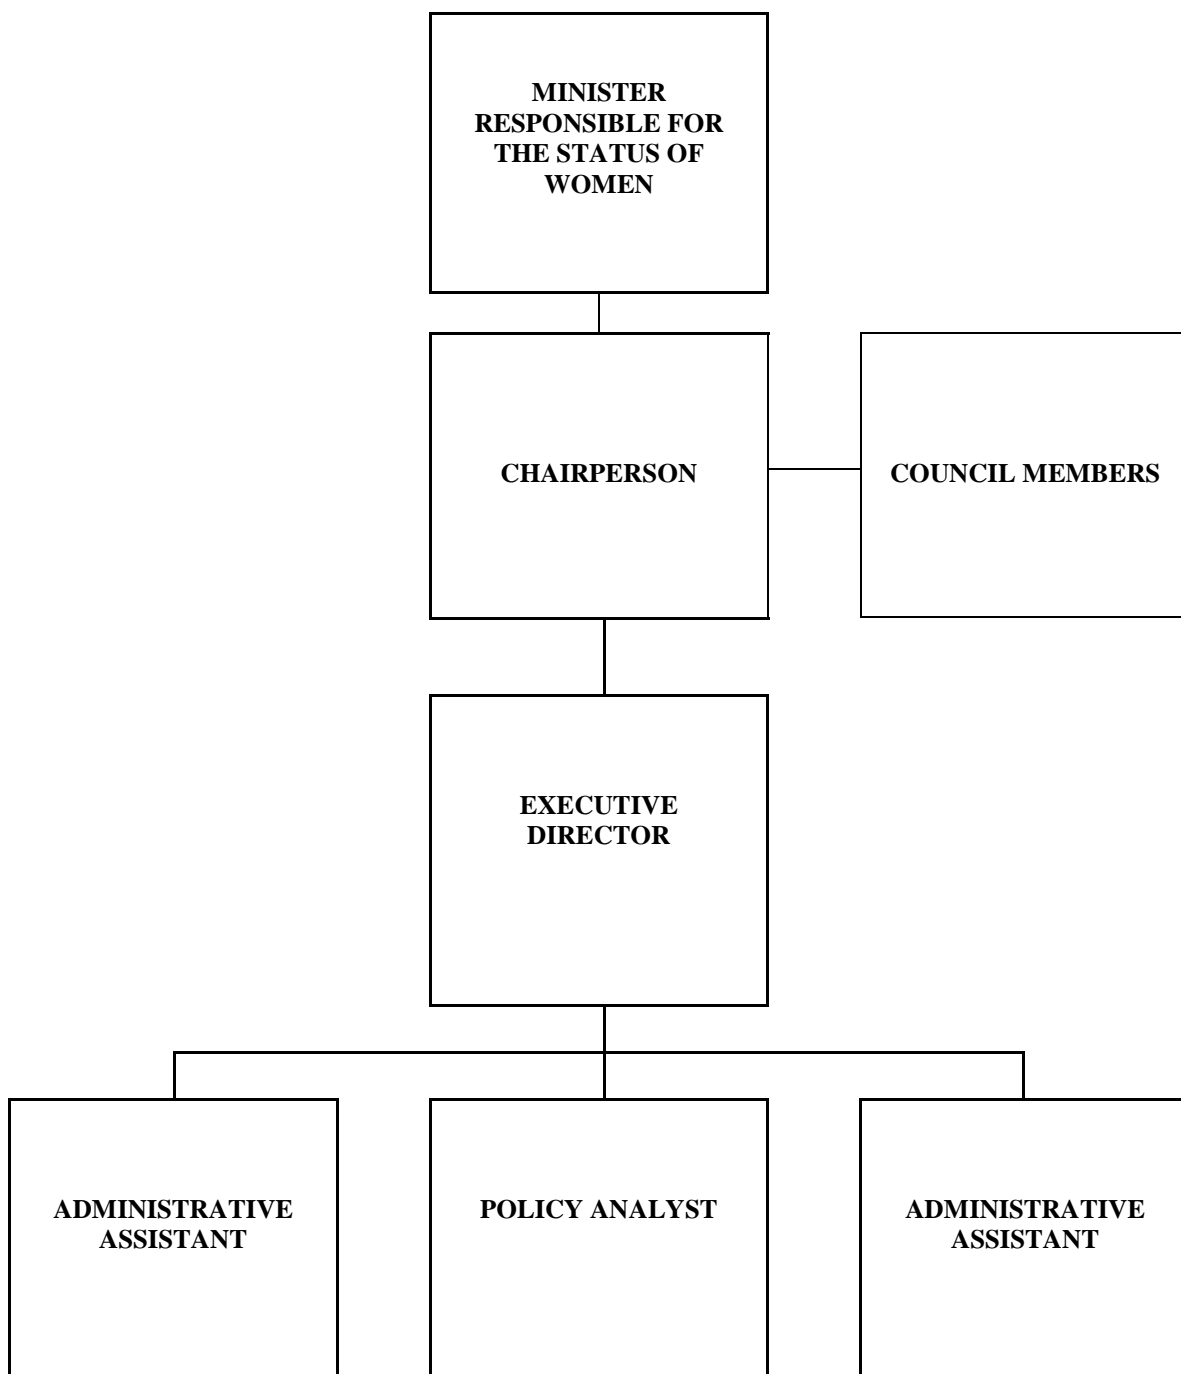 MINISTER
RESPONSIBLE FOR
THE STATUS OF
WOMEN
CHAIRPERSON
COUNCIL MEMBERS
EXECUTIVE
DIRECTOR
ADMINISTRATIVE
ASSISTANT
POLICY ANALYST
ADMINISTRATIVE
ASSISTANT